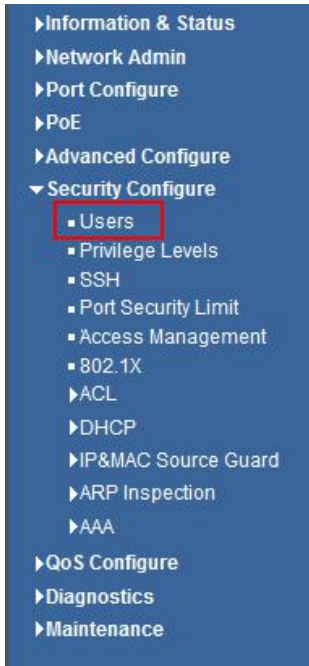 Information & Status
Network Admin
Port Configure
PoE
Advanced Configure
Security Configure
Users
Privilege Levels
SSH
Port Security Limit
Access Management
802.1X
ACL
DHCP
IP&MAC Source Guard
ARP Inspection
AAA
QoS Configure
Diagnostics
Maintenance